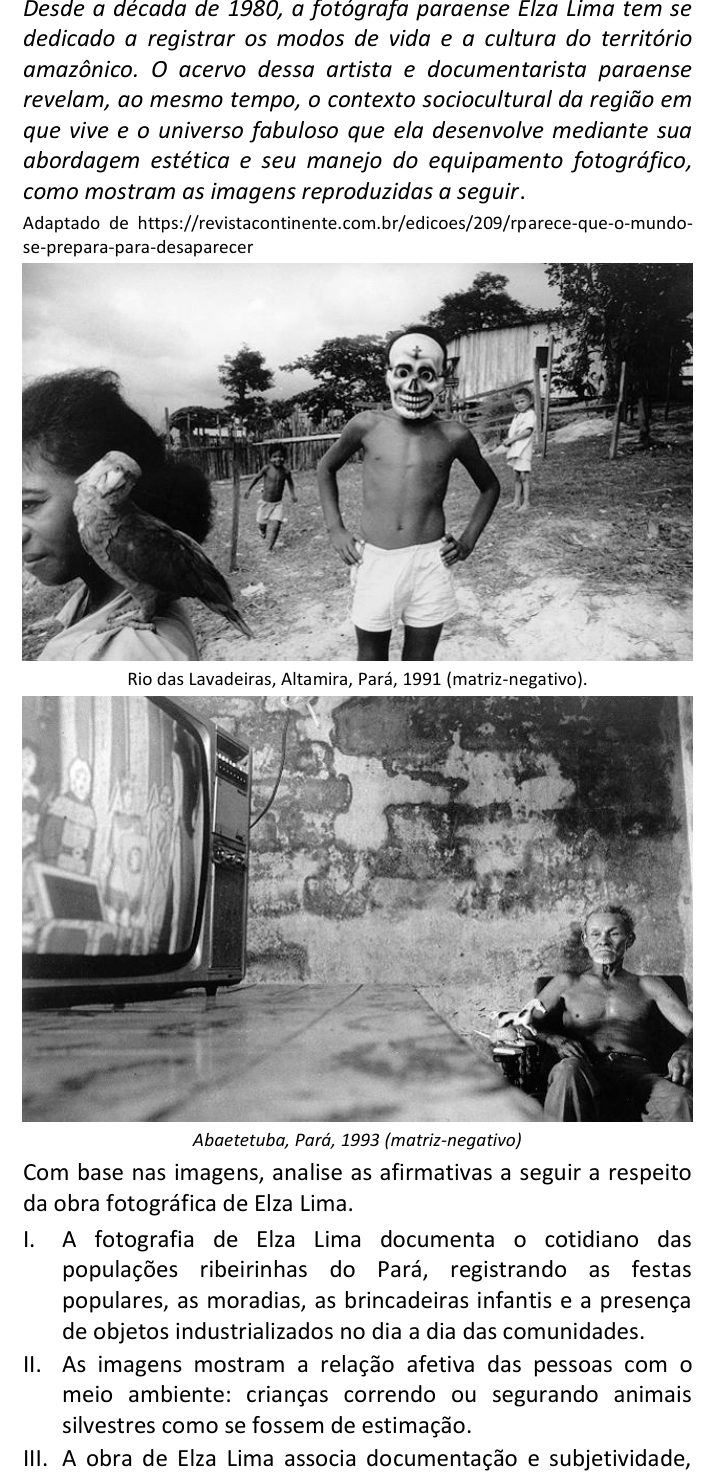 Desde a década de 1980, a fotógrafa paraense Elza Lima tem se
dedicado a registrar os modos de vida e a cultura do território
amazônico. O acervo dessa artista e documentarista paraense
revelam, ao mesmo tempo, o contexto sociocultural da região em
que vive e o universo fabuloso que ela desenvolve mediante sua
abordagem estética e seu manejo do equipamento fotográfico,
como mostram as imagens reproduzidas a seguir.
Adaptado de https://revistacontinente.com.br/edicoes/209/rparece-que-o-mundo-
se-prepara-para-desaparecer
Rio das Lavadeiras, Altamira, Pará, 1991 (matriz-negativo).
Abaetetuba, Pará, 1993 (matriz-negativo)
Com base nas imagens, analise as afirmativas a seguir a respeito
da obra fotográfica de Elza Lima.
I. A fotografia de Elza Lima documenta o cotidiano das
populações ribeirinhas do Pará, registrando as festas
populares, as moradias, as brincadeiras infantis e a presença
de objetos industrializados no dia a dia das comunidades.
II. As imagens mostram a relação afetiva das pessoas com o
meio ambiente: crianças correndo ou segurando animais
silvestres como se fossem de estimação.
III. A obra de Elza Lima associa documentação e subjetividade,